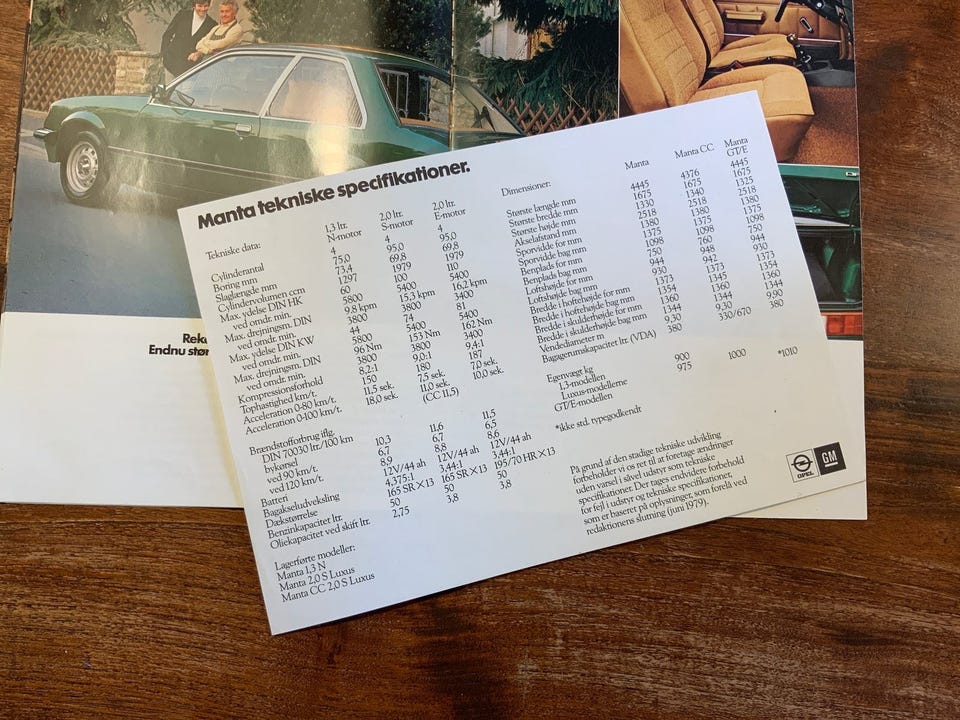 Reke
Endnu stør
Manta tekniske specifikationer.
Tekniske data: 1,3 ltr. N-motor 2,0 ltr. S-motor 2,0 ltr. E-motor
Cylinderantal 4 4 4
Boring mm 75.0 95.0 95.0
Slaglængde mm 73.4 69.8 69.8
Cylindervolumen ccm 1297 1979 1979
Max. ydelse DIN HK 60 100 110
ved omdr. min. 5800 5400 5400
Max. drejningsm. DIN 9.8 kpm 15.3 kpm 16.2 kpm
ved omdr. min. 3800 3800 3400
Max. ydelse DIN KW 44 74 81
ved omdr. min. 5800 5400 5400
Max. drejningsm. DIN 96 Nm 153 Nm 162 Nm
ved omdr. min. 3800 3800 3400
Kompressionsforhold 8,2:1 9,0:1 9,4:1
Tophastighed km/t. 150 180 187
Acceleration 0-80 km/t. 11,5 sek. 7,5 sek. 7,0 sek.
Acceleration 0-100 km/t. 18,0 sek. 11,0 sek. 10,0 sek.
(CC 11,5)
Brændstofforbrug iflg.
DIN 70030 ltr./100 km
bykørsel 10,3 11,6 11,5
ved 90 km/t. 6,7 6,7 6,5
ved 120 km/t. 8,9 8,8 8,6
Batteri 12V/44 ah 12V/44 ah 12V/44 ah
Bagakseludveksling 4,375:1 3,44:1 3,44:1
Dækstørrelse 165 SR X 13 165 SR X 13 195/70 HR X 13
Benzinkapacitet ltr. 50 50 50
Oliekapacitet ved skift ltr. 2,75 3,8 3,8
Lagerførte modeller:
Manta 1,3 N
Manta 2,0 S Luxus
Manta CC 2,0 S Luxus
Dimensioner: Manta Manta CC Manta GT/E
Største længde mm 4445 4376 4445
Største bredde mm 1675 1675 1675
Største højde mm 1330 1340 1325
Akselafstand mm 2518 2518 2518
Sporvidde for mm 1380 1380 1380
Sporvidde bag mm 1375 1375 1375
Benplads for mm 1098 1098 1098
Benplads bag mm 750 760 750
Loftshøjde for mm 944 948 944
Loftshøjde bag mm 930 942 930
Bredde i hoftehøjde for mm 1373 1373 1373
Bredde i hoftehøjde bag mm 1354 1345 1354
Bredde i skulderhøjde for mm 1360 1360 1360
Bredde i skulderhøjde bag mm 1344 1344 1344
Vendediameter m 9.30 9.30 9.90
Bagagerumskapacitet ltr. (VDA) 380 330/670 380
Egenvægt kg
1,3-modellen 900
Luxus-modellerne 975 1000
GT/E-modellen *1010
*ikke std. typegodkendt
På grund af den stadige tekniske udvikling
forbeholder vi os ret til at foretage ændringer
uden varsel i såvel udstyr som tekniske
specifikationer. Der tages endvidere forbehold
for fejl i udstyr og tekniske specifikationer,
som er baseret på oplysninger, som forelå ved
redaktionens slutning (juni 1979).
OPEL
GM